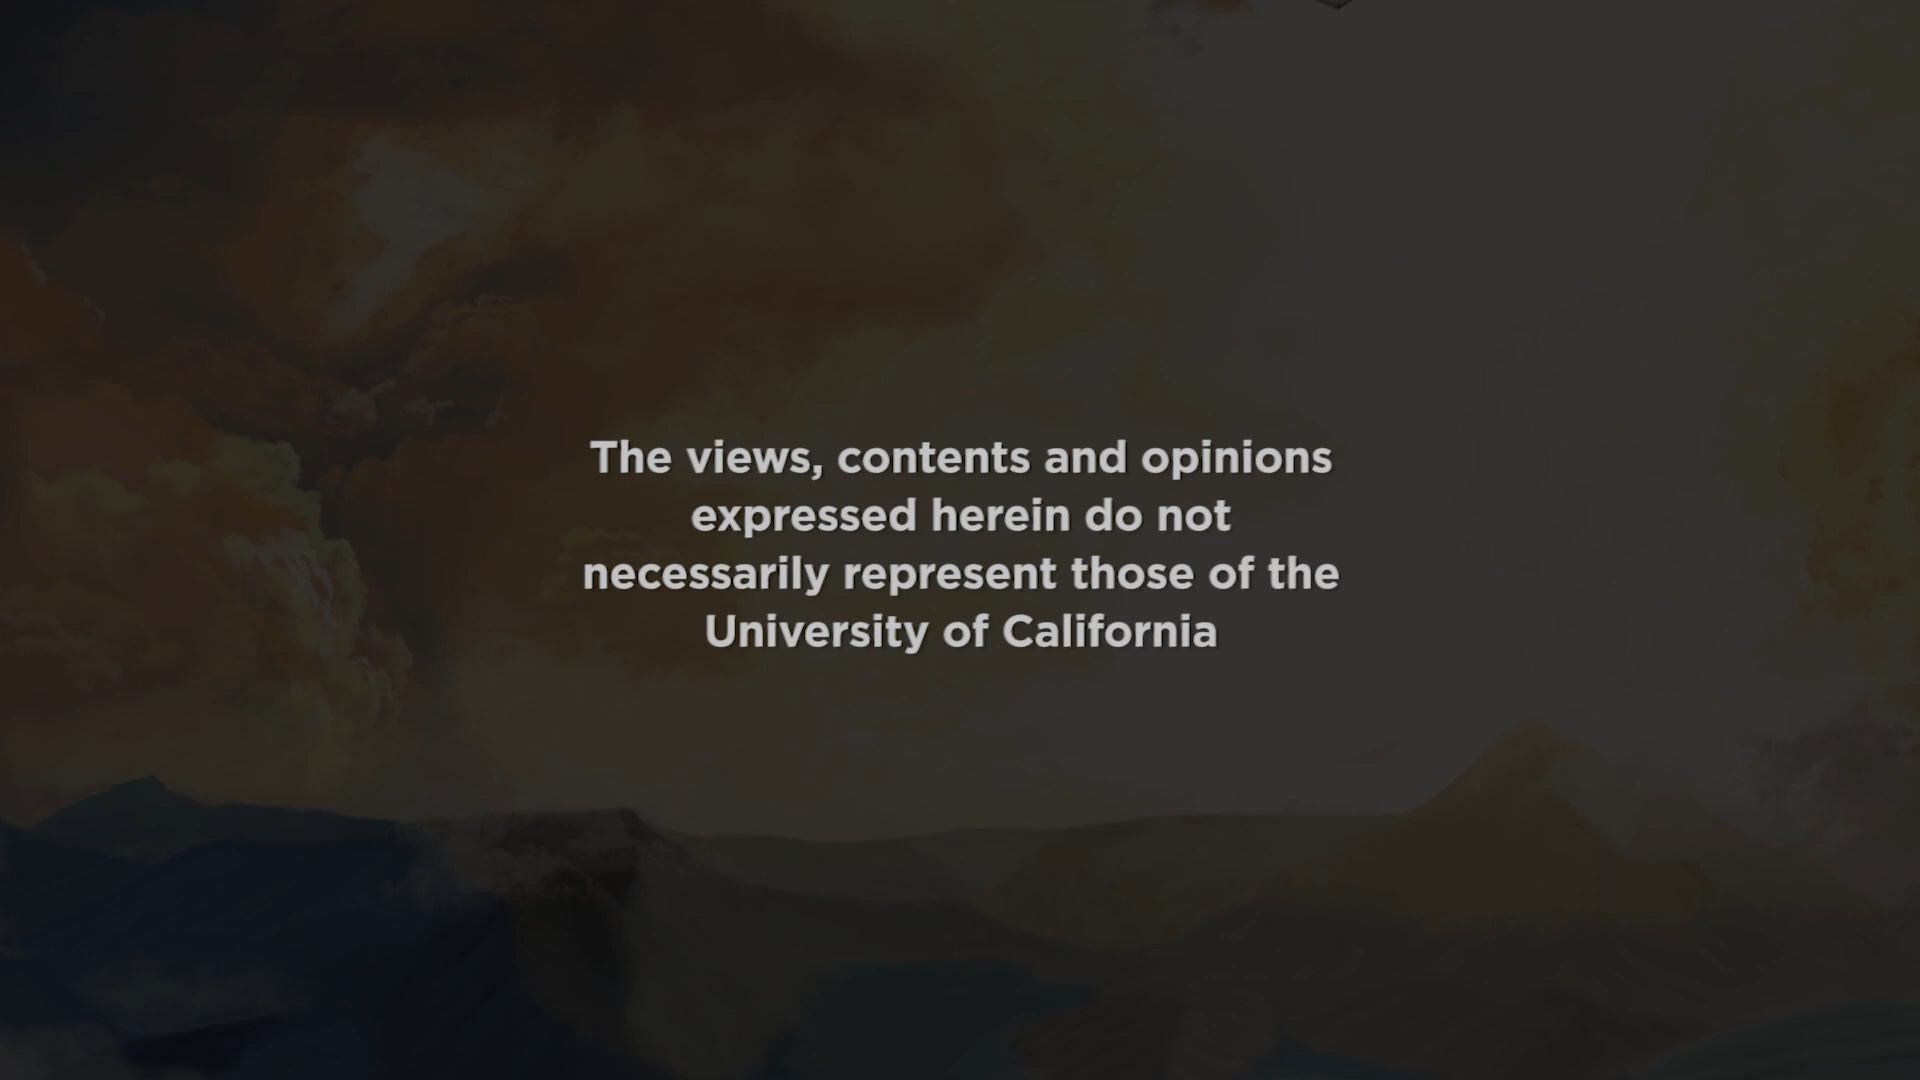 The views, contents and opinions
expressed herein do not
necessarily represent those of the
University of California